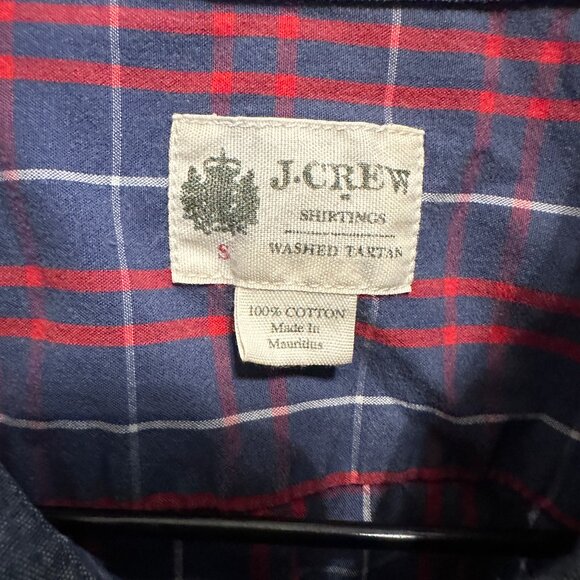 J.CREW
SHIRTINGS
S WASHED TARTAN
100% COTTON
Made In
Mauritius